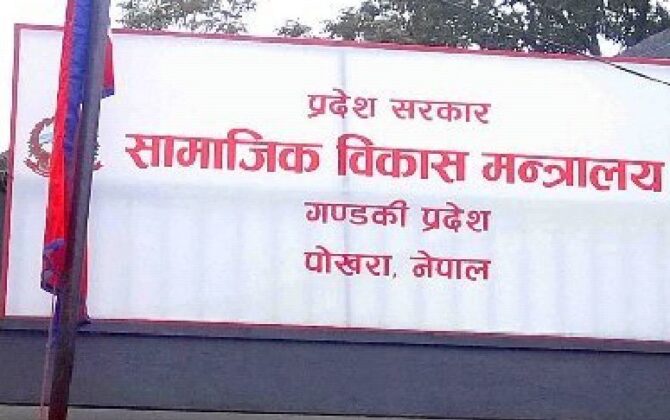 प्रदेश सरकार
सामाजिक विकास मन्त्रालय
गण्डकी प्रदेश
पोखरा, नेपाल